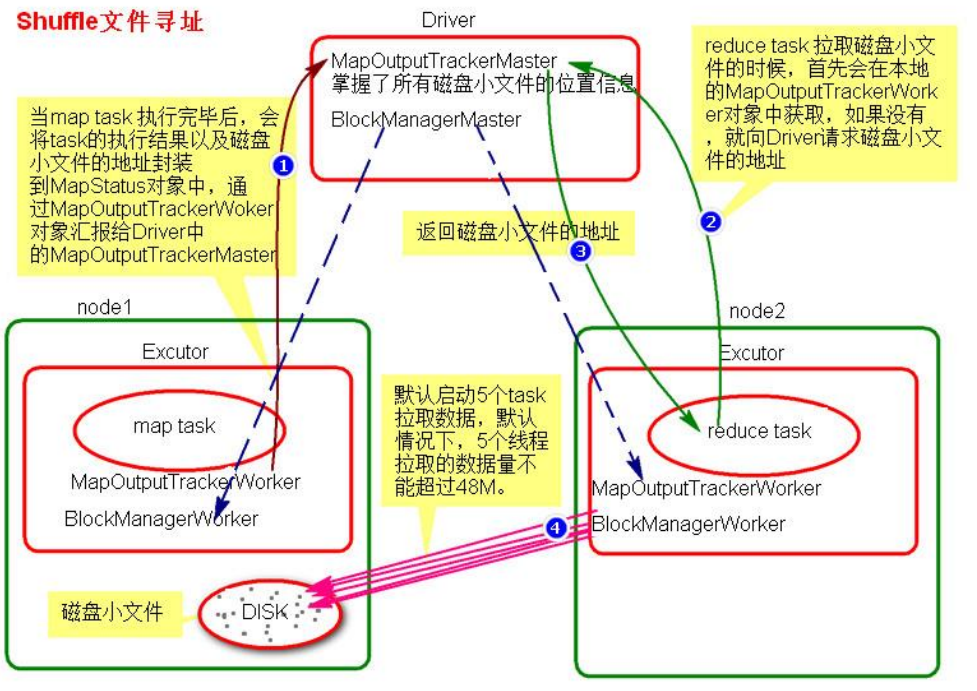 Shuffle文件寻址
Driver
MapOutputTrackerMaster
掌握了所有磁盘小文件的位置信息
BlockManagerMaster
reduce task 拉取磁盘小文
件的时候，首先会在本地
的MapOutputTrackerWork
er对象中获取，如果没有
，就向Driver请求磁盘小文
件的地址
当map task 执行完毕后，会
将task的执行结果以及磁盘
小文件的地址封装
到MapStatus对象中，通
过MapOutputTrackerWoker
对象汇报给Driver中
的MapOutputTrackerMaster
1
2
返回磁盘小文件的地址
3
node1
Excutor
map task
MapOutputTrackerWorker
BlockManagerWorker
磁盘小文件
DISK
默认启动5个task
拉取数据，默认
情况下，5个线程
拉取的数据量不
能超过48M。
4
node2
Excutor
reduce task
MapOutputTrackerWorker
BlockManagerWorker